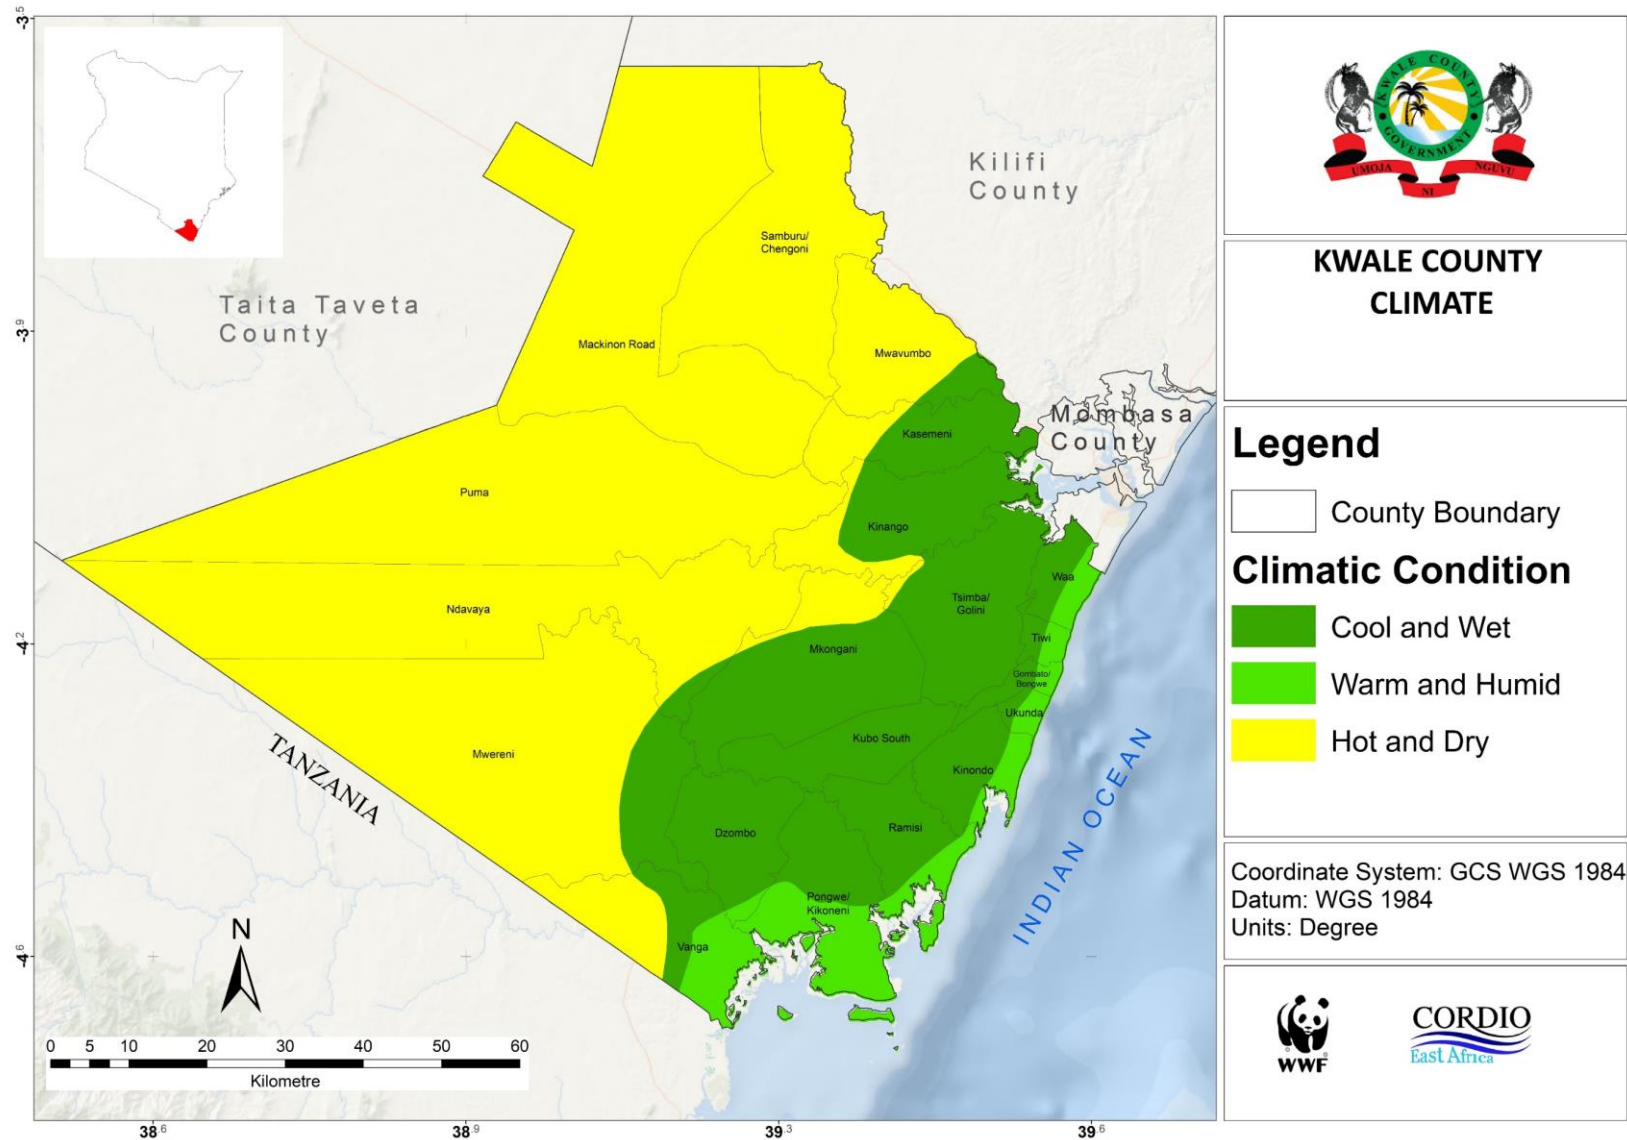 -3.5
-3.9
-4.2
-4.6
Kilifi
County
Taita Taveta
County
Samburu/
Chengoni
Mackinon Road
Mwavumbo
Mombasa
County
Kasemeni
Puma
Kinango
Waa
Tsimba/
Golini
Ndavaya
Tiwi
Mkongani
Gombato/
Bongwe
Ukunda
Kubo South
Mwereni
Kinondo
TANZANIA
Dzombo
Ramisi
INDIAN OCEAN
Pongwe/
Kikoneni
Vanga
N
0 5 10 20 30 40 50 60
Kilometre
38.6 38.9 39.3 39.6
KWALE COUNTY
GOVERNMENT
UMOJA NI NGUVU
KWALE COUNTY
CLIMATE
Legend
County Boundary
Climatic Condition
Cool and Wet
Warm and Humid
Hot and Dry
Coordinate System: GCS WGS 1984
Datum: WGS 1984
Units: Degree
WWF
CORDIO
East Africa